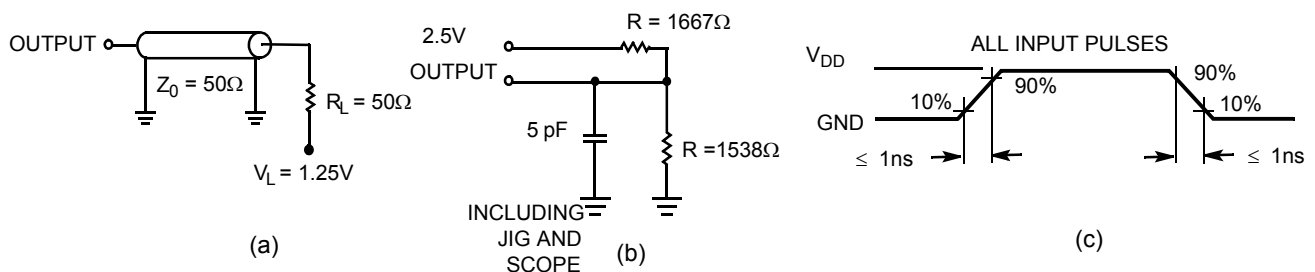 OUTPUT
Z0 = 50Ω
RL = 50Ω
VL = 1.25V
(a)
R = 1667Ω
2.5V
OUTPUT
5 pF
R =1538Ω
INCLUDING
JIG AND
SCOPE
(b)
ALL INPUT PULSES
VDD
GND
10%
90%
90%
10%
≤ 1ns
≤ 1ns
(c)